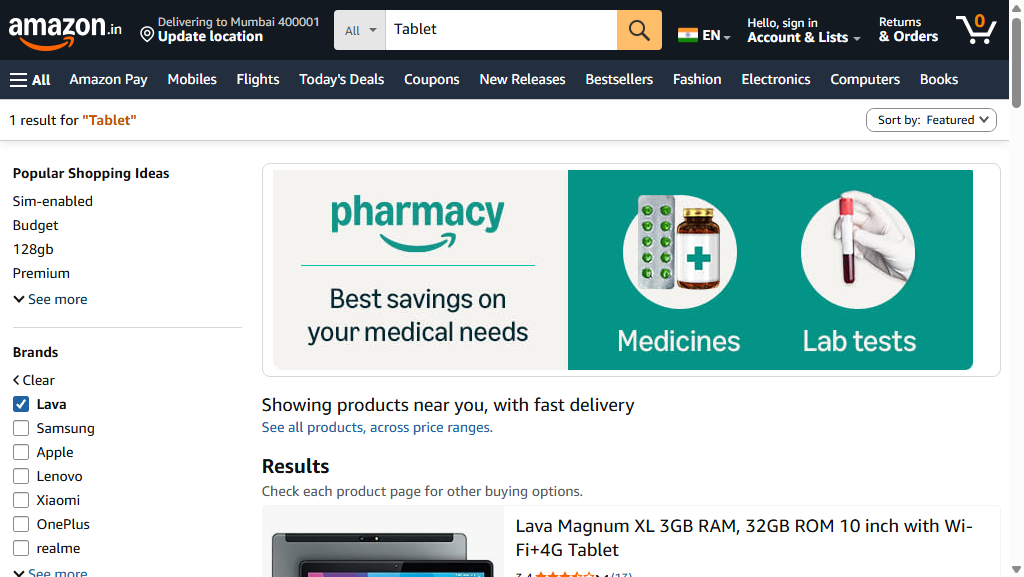 amazon.in
Delivering to Mumbai 400001
Update location
All
Tablet
EN
Hello, sign in
Account & Lists
Returns
& Orders
0
All
Amazon Pay
Mobiles
Flights
Today's Deals
Coupons
New Releases
Bestsellers
Fashion
Electronics
Computers
Books
1 result for "Tablet"
Sort by: Featured
Popular Shopping Ideas
Sim-enabled
Budget
128gb
Premium
See more
Brands
Clear
Lava
Samsung
Apple
Lenovo
Xiaomi
OnePlus
realme
See more
pharmacy
Best savings on
your medical needs
Medicines
Lab tests
Showing products near you, with fast delivery
See all products, across price ranges.
Results
Check each product page for other buying options.
Lava Magnum XL 3GB RAM, 32GB ROM 10 inch with Wi-
Fi+4G Tablet
3.4
(13)